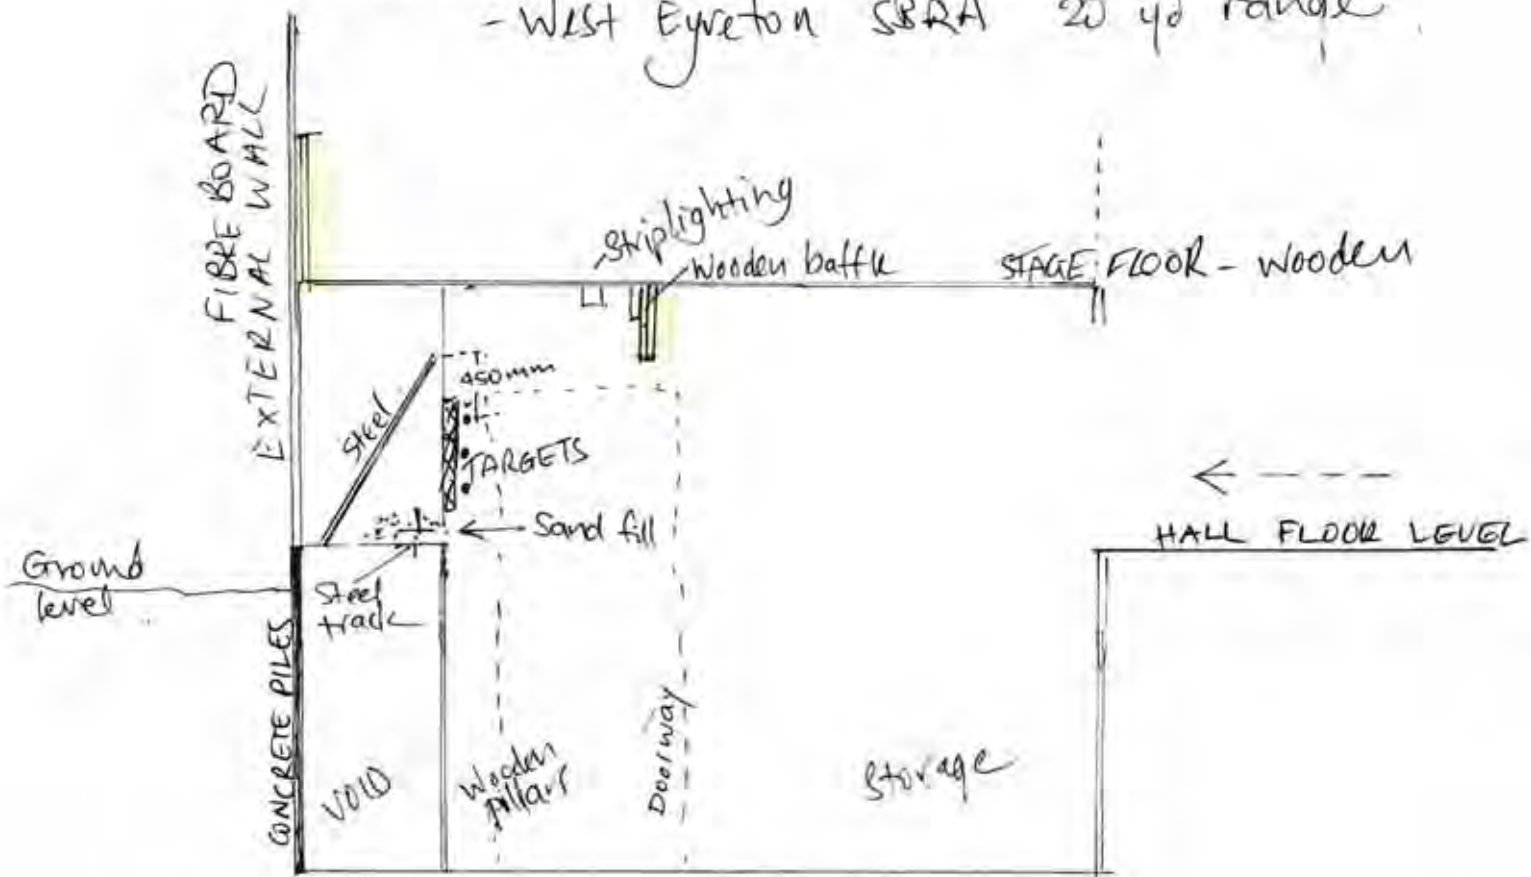 - West Eyreton SBRA 20 yd range
FIBRE BOARD
EXTERNAL WALL
Striplighting
Wooden baffle
STAGE FLOOR - Wooden
450mm
Steel
TARGETS
Sand fill
HALL FLOOR LEVEL
Ground
level
Steel
track
CONCRETE PILES
VOID
Wooden
pillars
Doorway
Storage